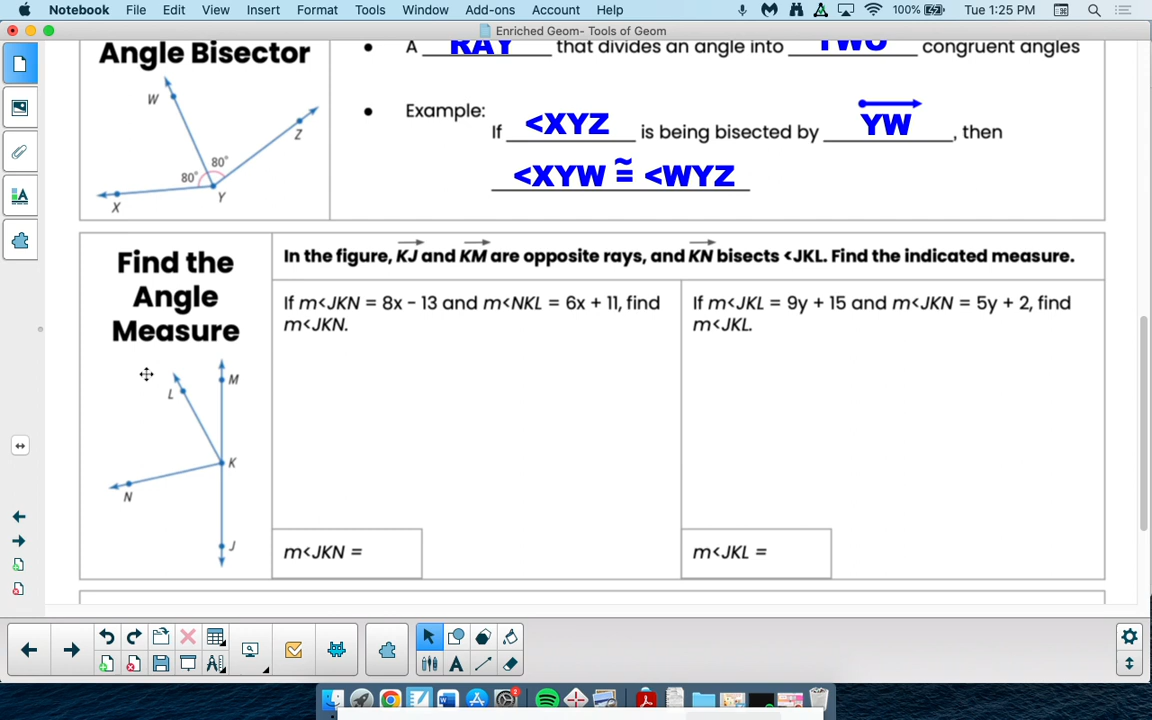 Notebook File Edit View Insert Format Tools Window Add-ons Account Help 100% Tue 1:25 PM
Enriched Geom- Tools of Geom
Angle Bisector
• A RAY that divides an angle into TWO congruent angles
W
Z
80°
80°
X
Y
• Example:
If <XYZ is being bisected by YW, then
<XYW ≅ <WYZ
Find the
Angle
Measure
In the figure, KJ and KM are opposite rays, and KN bisects <JKL. Find the indicated measure.
If m<JKN = 8x - 13 and m<NKL = 6x + 11, find
m<JKN.
If m<JKL = 9y + 15 and m<JKN = 5y + 2, find
m<JKL.
M
L
K
N
J
m<JKN =
m<JKL =